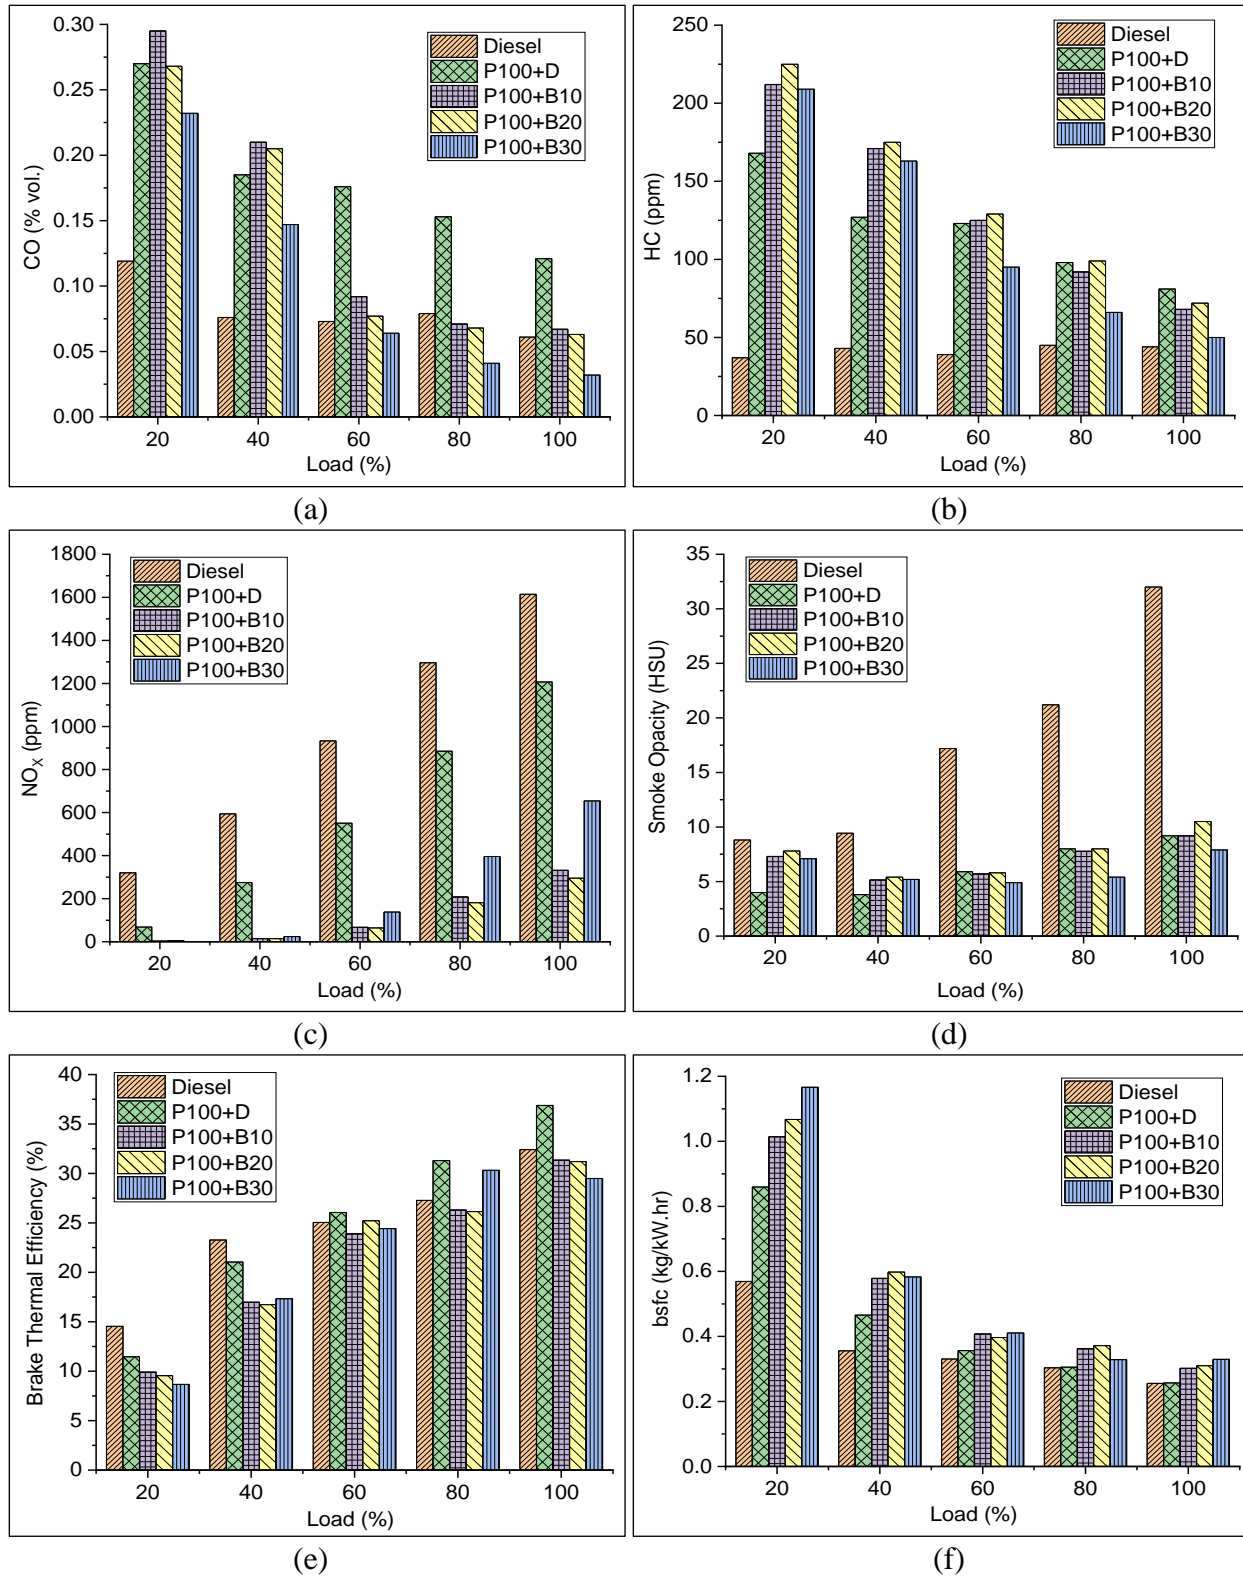 0.30
0.25
0.20
0.15
0.10
0.05
0.00
CO (% vol.)
Diesel
P100+D
P100+B10
P100+B20
P100+B30
20 40 60 80 100
Load (%)
(a)
250
200
150
100
50
0
HC (ppm)
Diesel
P100+D
P100+B10
P100+B20
P100+B30
20 40 60 80 100
Load (%)
(b)
1800
1600
1400
1200
1000
800
600
400
200
0
NOX (ppm)
Diesel
P100+D
P100+B10
P100+B20
P100+B30
20 40 60 80 100
Load (%)
(c)
35
30
25
20
15
10
5
0
Smoke Opacity (HSU)
Diesel
P100+D
P100+B10
P100+B20
P100+B30
20 40 60 80 100
Load (%)
(d)
40
35
30
25
20
15
10
5
0
Brake Thermal Efficiency (%)
Diesel
P100+D
P100+B10
P100+B20
P100+B30
20 40 60 80 100
Load (%)
(e)
1.2
1.0
0.8
0.6
0.4
0.2
0.0
bsfc (kg/kW.hr)
Diesel
P100+D
P100+B10
P100+B20
P100+B30
20 40 60 80 100
Load (%)
(f)